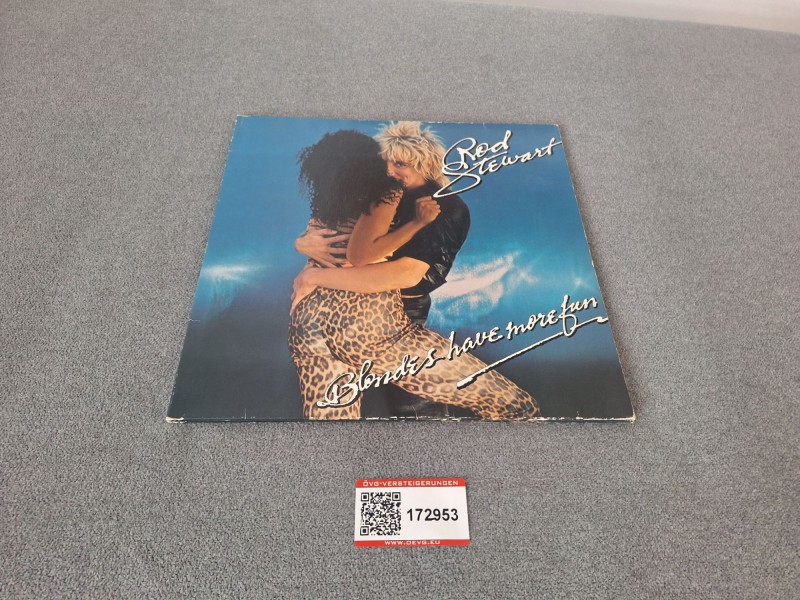 Rod
Stewart
Blondes have more fun
ÖVG-VERSTEIGERUNGEN
172953
WWW.OEVG.EU